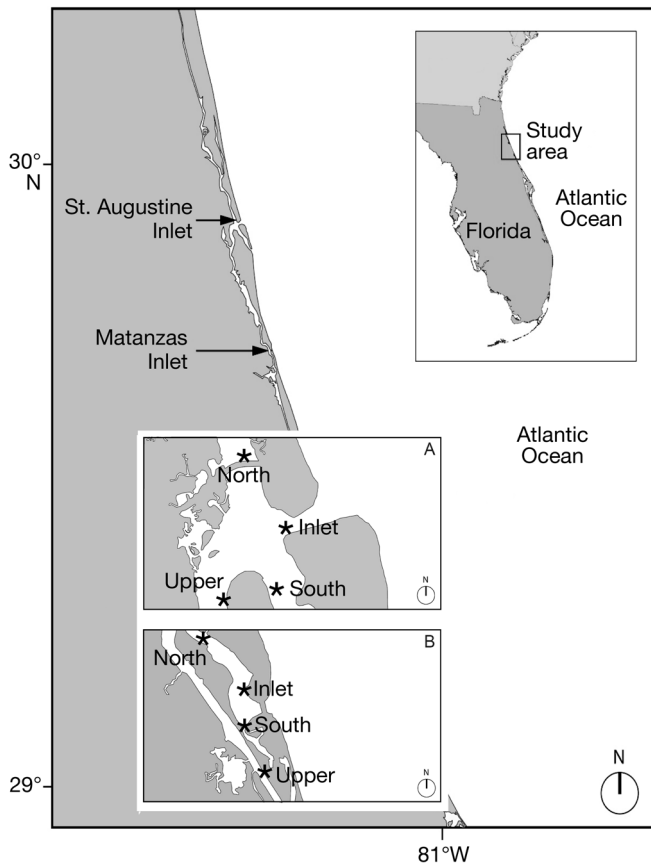 30°
N
St. Augustine
Inlet
Matanzas
Inlet
Study
area
Atlantic
Ocean
Florida
Atlantic
Ocean
A
North
Inlet
Upper
South
N
B
North
Inlet
South
Upper
N
29°
N
81°W